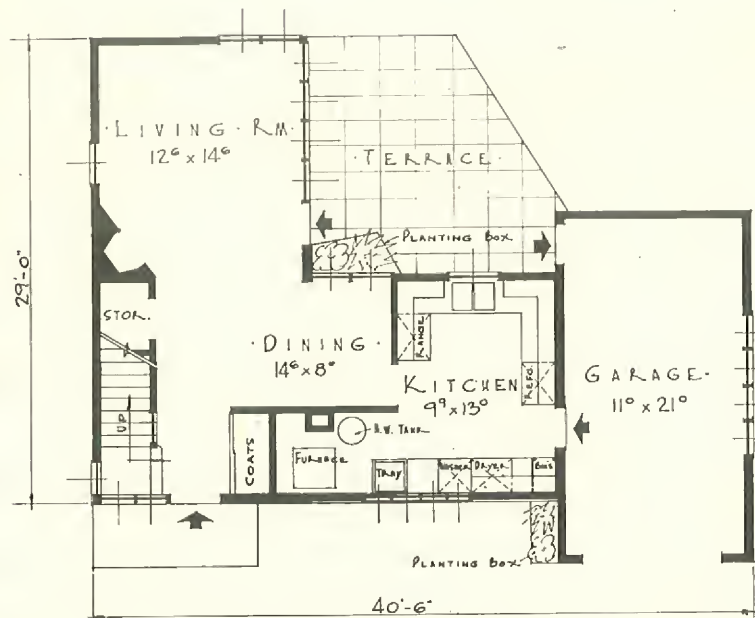 · LIVING · RM ·
12⁶ x 14⁶
· TERRACE ·
PLANTING BOX
29'-0"
STOR.
· DINING ·
14⁶ x 8⁰
RANGE
KITCHEN
9⁹ x 13⁰
REFG.
GARAGE ·
11⁰ x 21⁰
UP
COATS
H.W. TANK
FURNACE
TRAY
WASHER
DRYER
PLANTING BOX
40'-6"